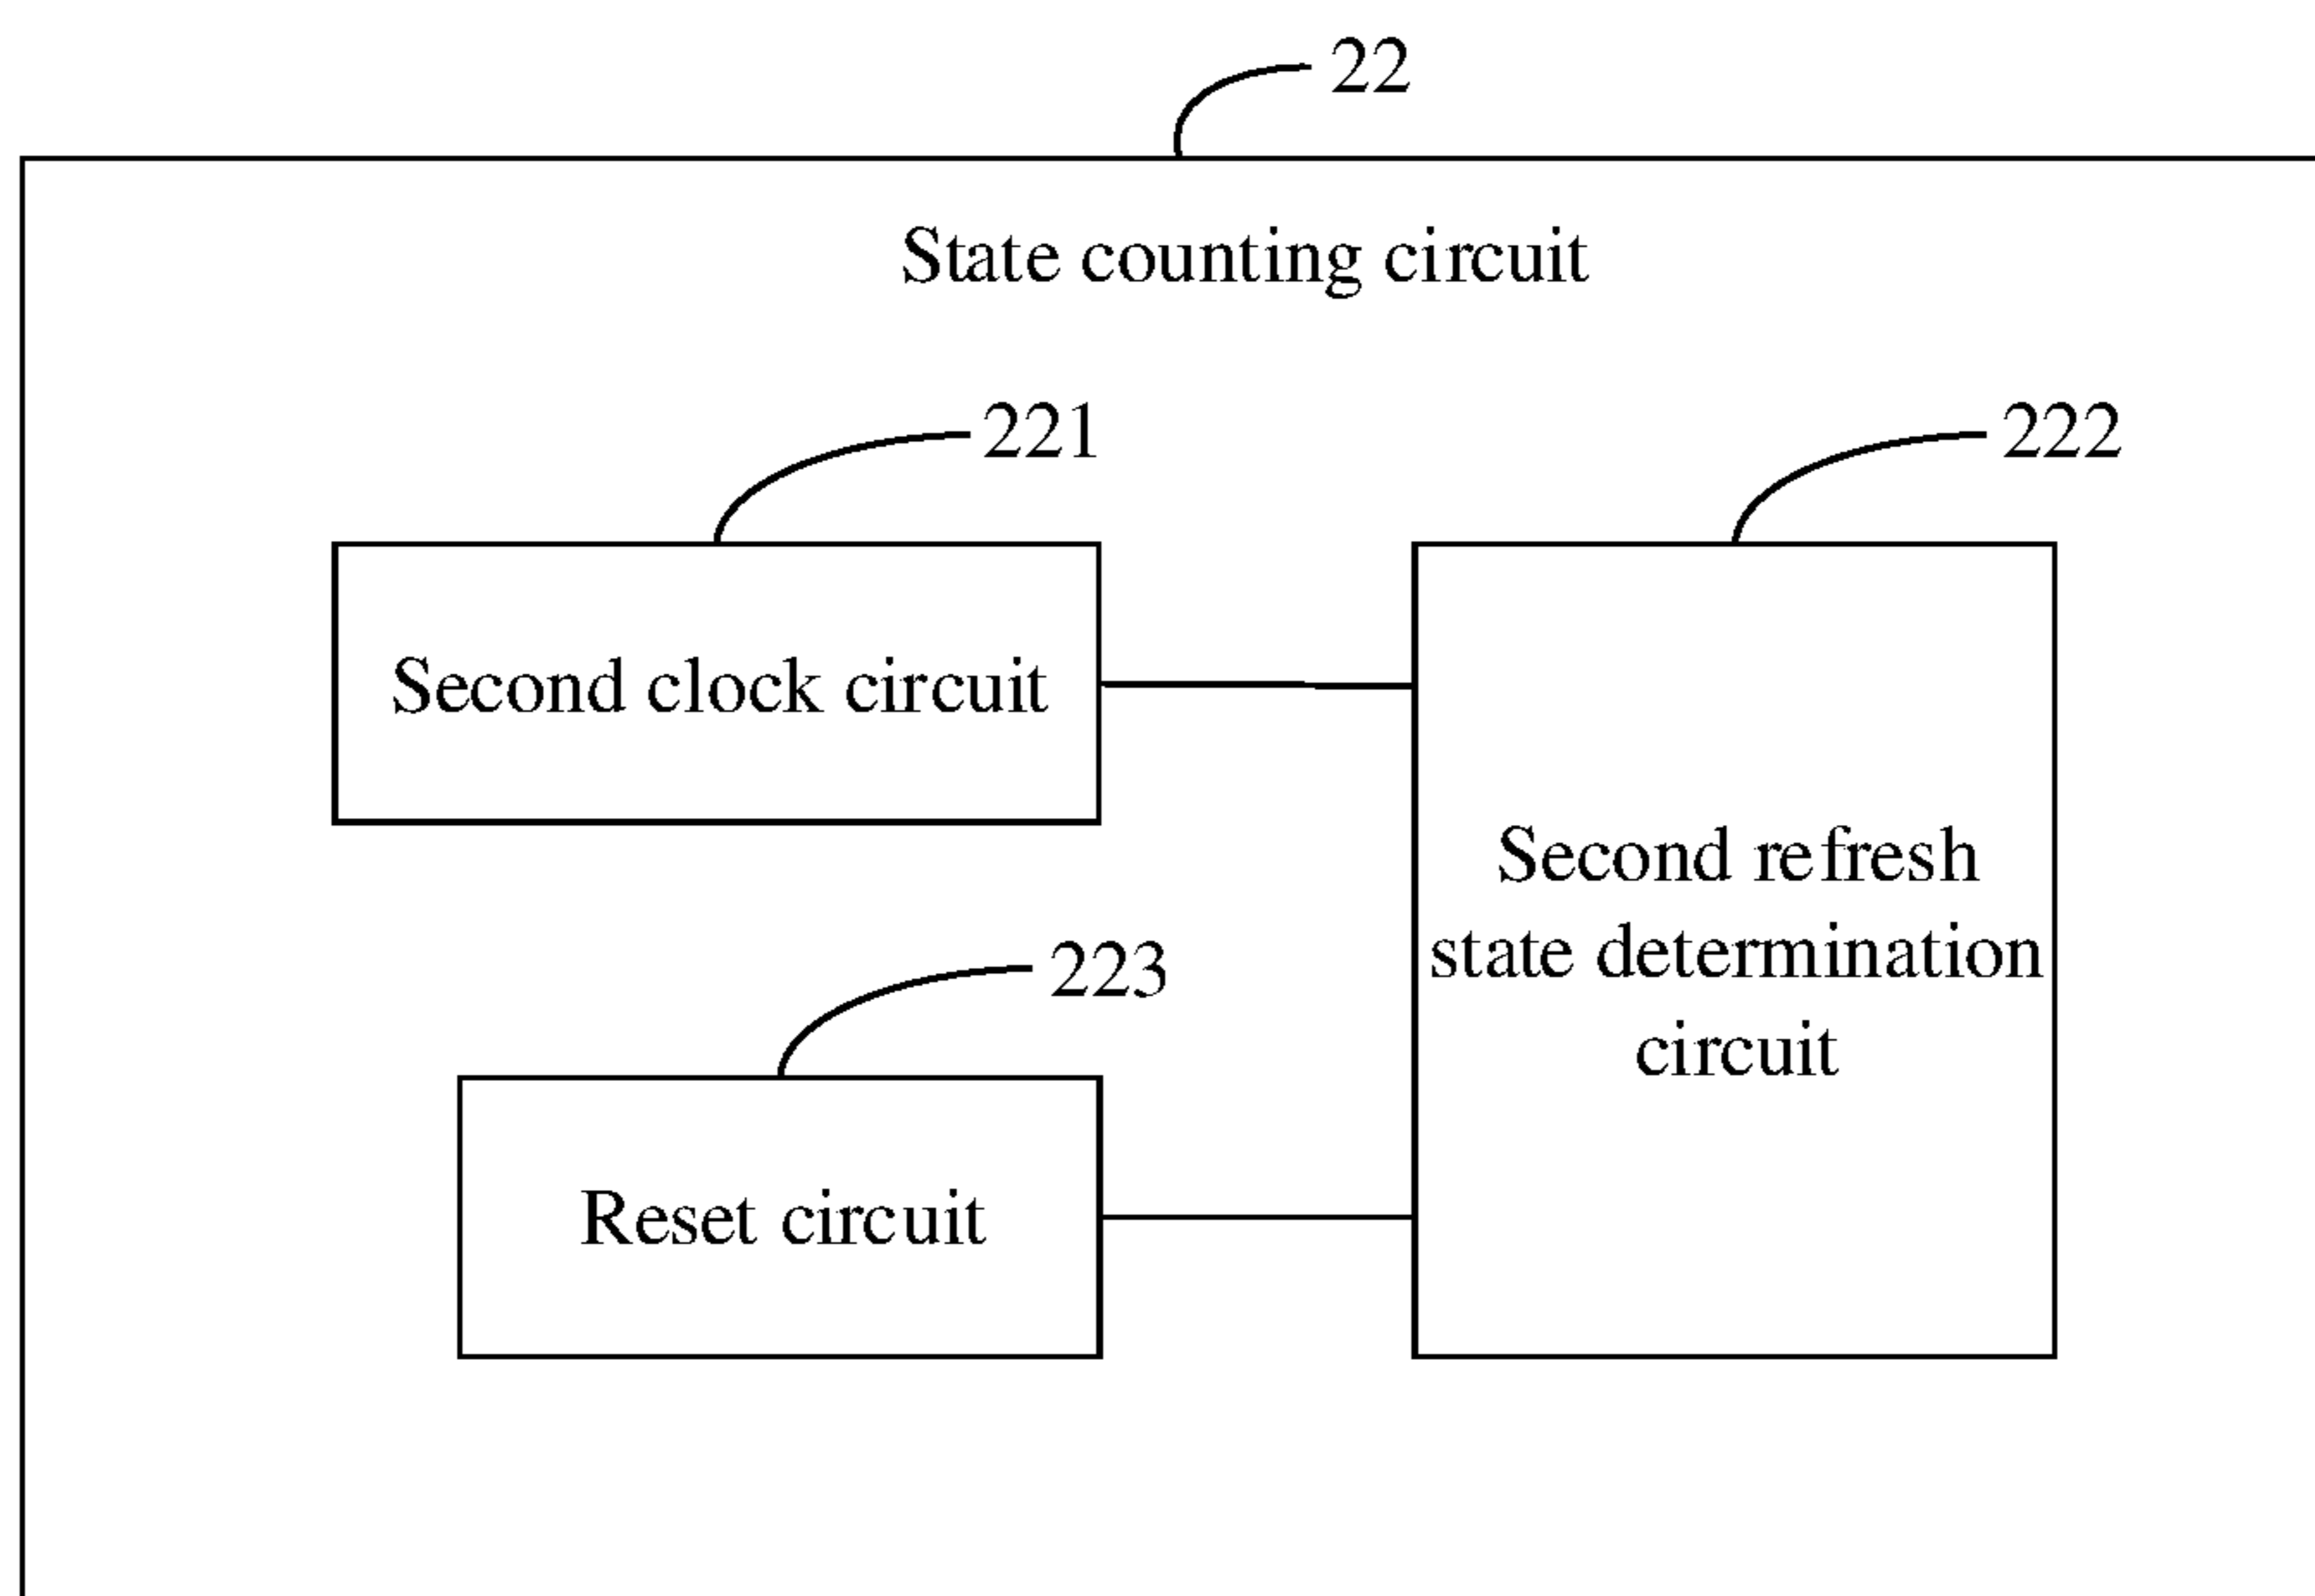 22
State counting circuit
221
222
Second clock circuit
Second refresh
state determination
circuit
223
Reset circuit